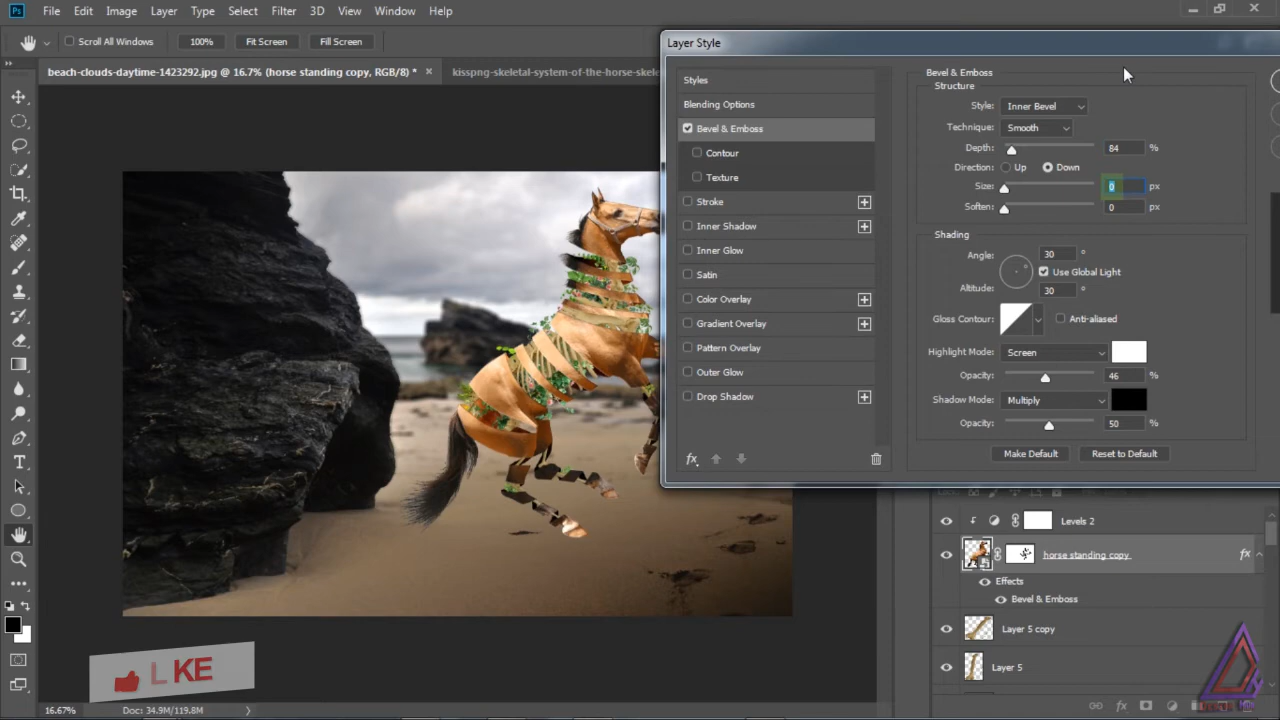 Ps File Edit Image Layer Type Select Filter 3D View Window Help
Scroll All Windows 100% Fit Screen Fill Screen
beach-clouds-daytime-1423292.jpg @ 16.7% (horse standing copy, RGB/8) * × kisspng-skeletal-system-of-the-horse-skele
Layer Style
Styles
Blending Options
Bevel & Emboss
Contour
Texture
Stroke
Inner Shadow
Inner Glow
Satin
Color Overlay
Gradient Overlay
Pattern Overlay
Outer Glow
Drop Shadow
fx
Bevel & Emboss
Structure
Style: Inner Bevel
Technique: Smooth
Depth: 84 %
Direction: Up Down
Size: 0 px
Soften: 0 px
Shading
Angle: 30 °
Use Global Light
Altitude: 30 °
Gloss Contour: Anti-aliased
Highlight Mode: Screen
Opacity: 46 %
Shadow Mode: Multiply
Opacity: 50 %
Make Default Reset to Default
Levels 2
horse standing copy fx
Effects
Bevel & Emboss
Layer 5 copy
Layer 5
fx
L KE
16.67% Doc: 34.9M/119.8M